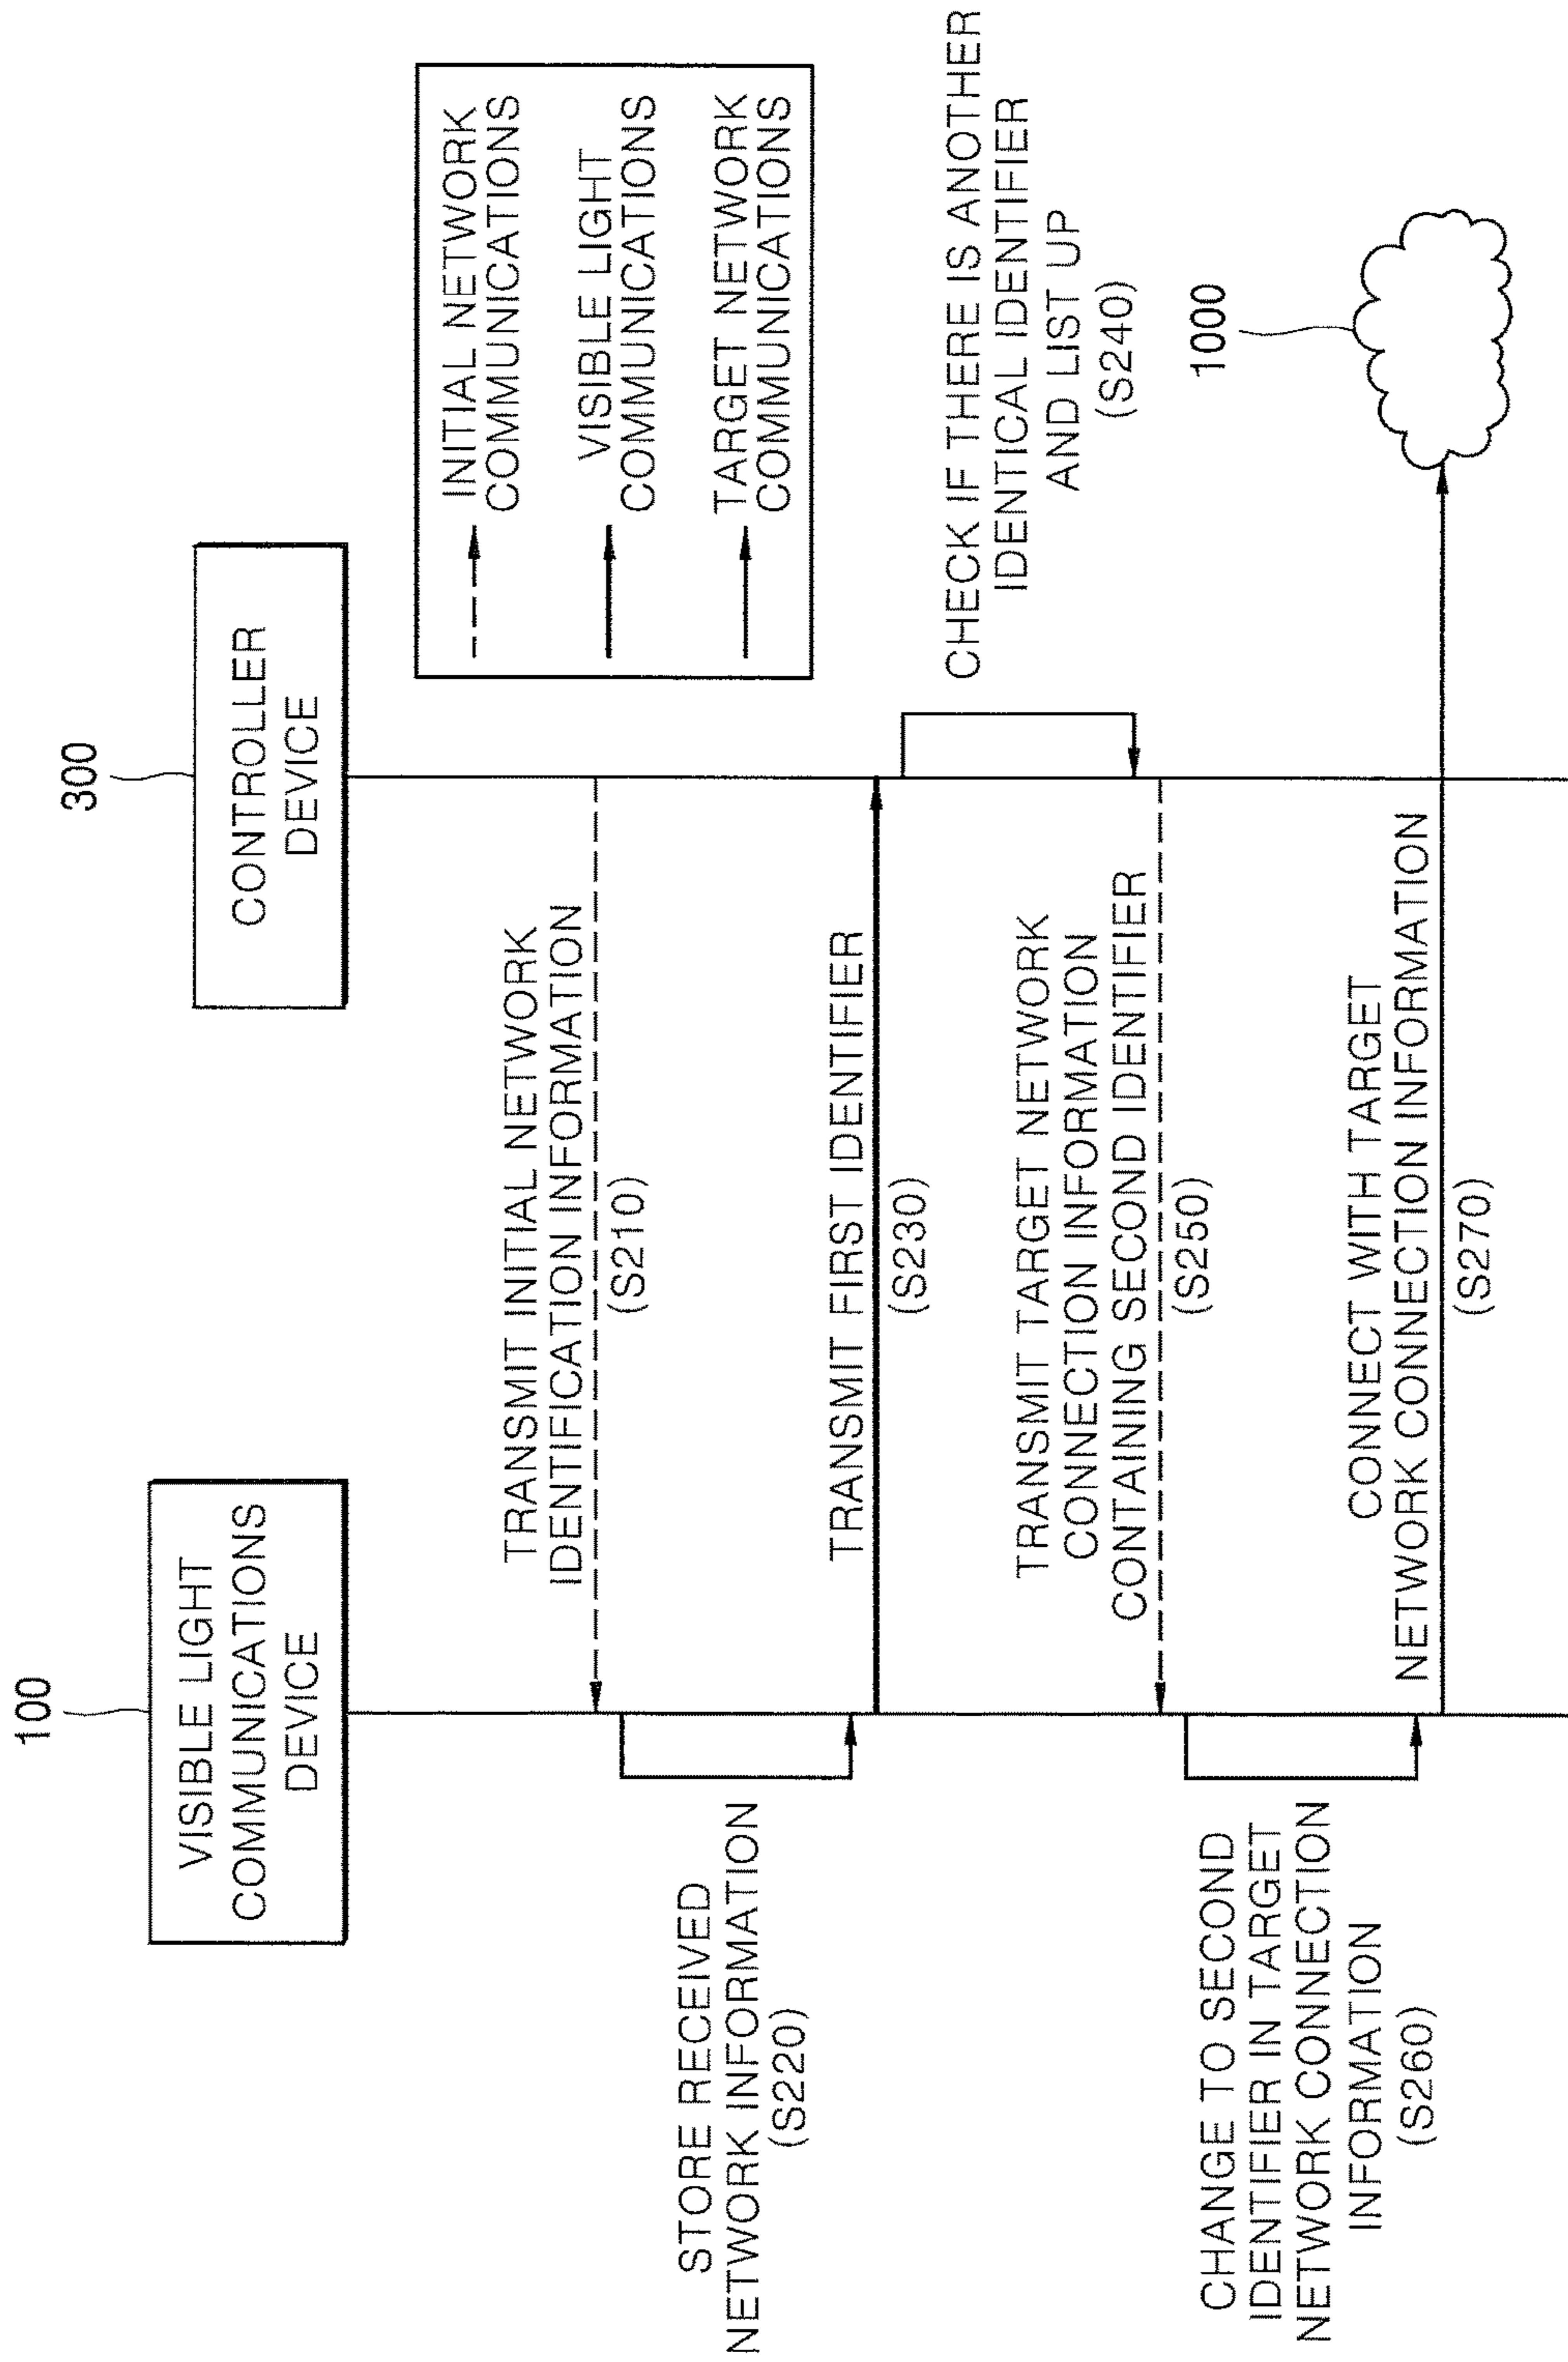 100
VISIBLE LIGHT
COMMUNICATIONS
DEVICE
300
CONTROLLER
DEVICE
INITIAL NETWORK
COMMUNICATIONS
VISIBLE LIGHT
COMMUNICATIONS
TARGET NETWORK
COMMUNICATIONS
TRANSMIT INITIAL NETWORK
IDENTIFICATION INFORMATION
(S210)
STORE RECEIVED
NETWORK INFORMATION
(S220)
TRANSMIT FIRST IDENTIFIER
(S230)
CHECK IF THERE IS ANOTHER
IDENTICAL IDENTIFIER
AND LIST UP
(S240)
TRANSMIT TARGET NETWORK
CONNECTION INFORMATION
CONTAINING SECOND IDENTIFIER
(S250)
CHANGE TO SECOND
IDENTIFIER IN TARGET
NETWORK CONNECTION
INFORMATION
(S260)
1000
CONNECT WITH TARGET
NETWORK CONNECTION INFORMATION
(S270)